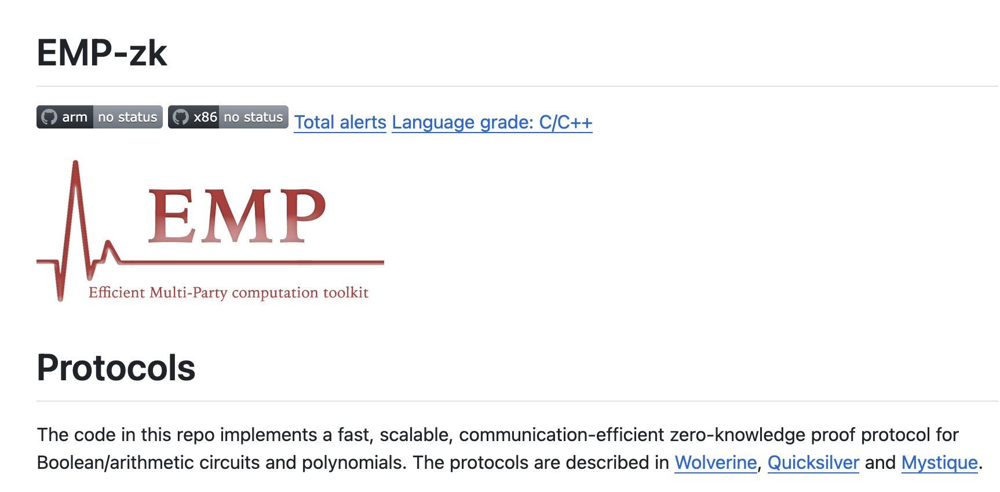 EMP-zk
arm no status x86 no status Total alerts Language grade: C/C++
EMP
Efficient Multi-Party computation toolkit
Protocols
The code in this repo implements a fast, scalable, communication-efficient zero-knowledge proof protocol for
Boolean/arithmetic circuits and polynomials. The protocols are described in Wolverine, Quicksilver and Mystique.